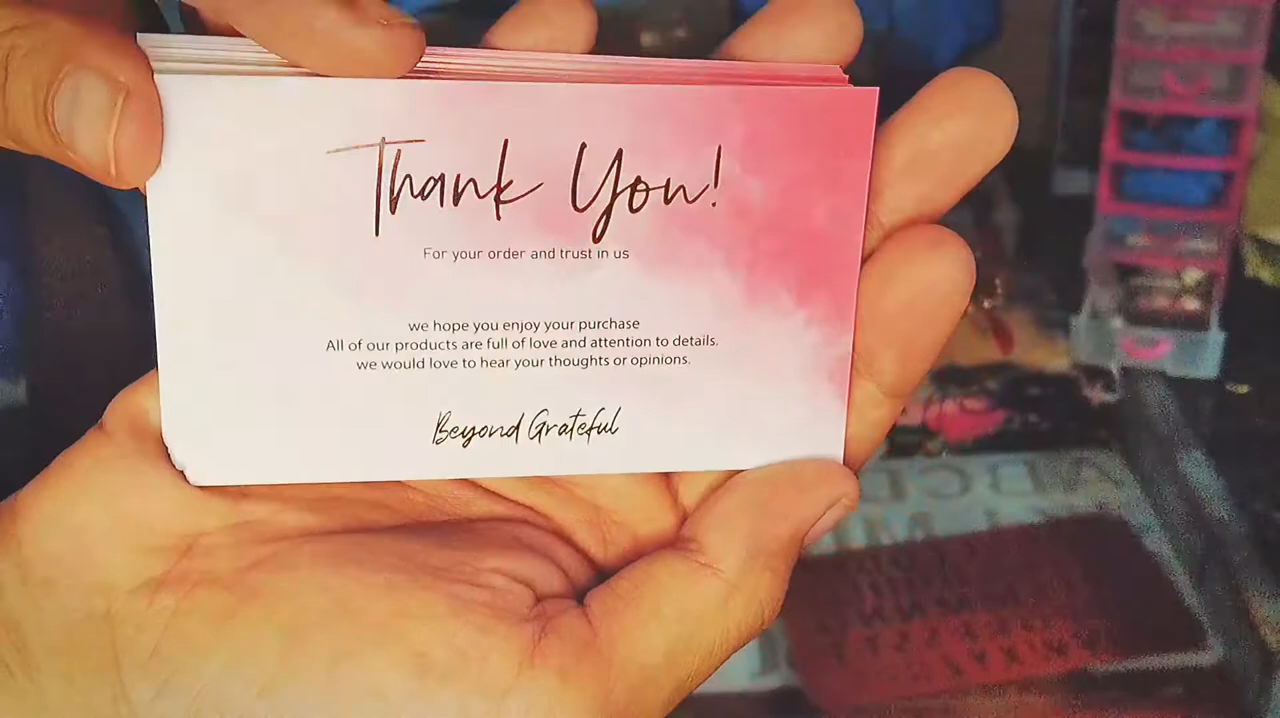 Thank You!
For your order and trust in us
we hope you enjoy your purchase
All of our products are full of love and attention to details.
we would love to hear your thoughts or opinions.
Beyond Grateful